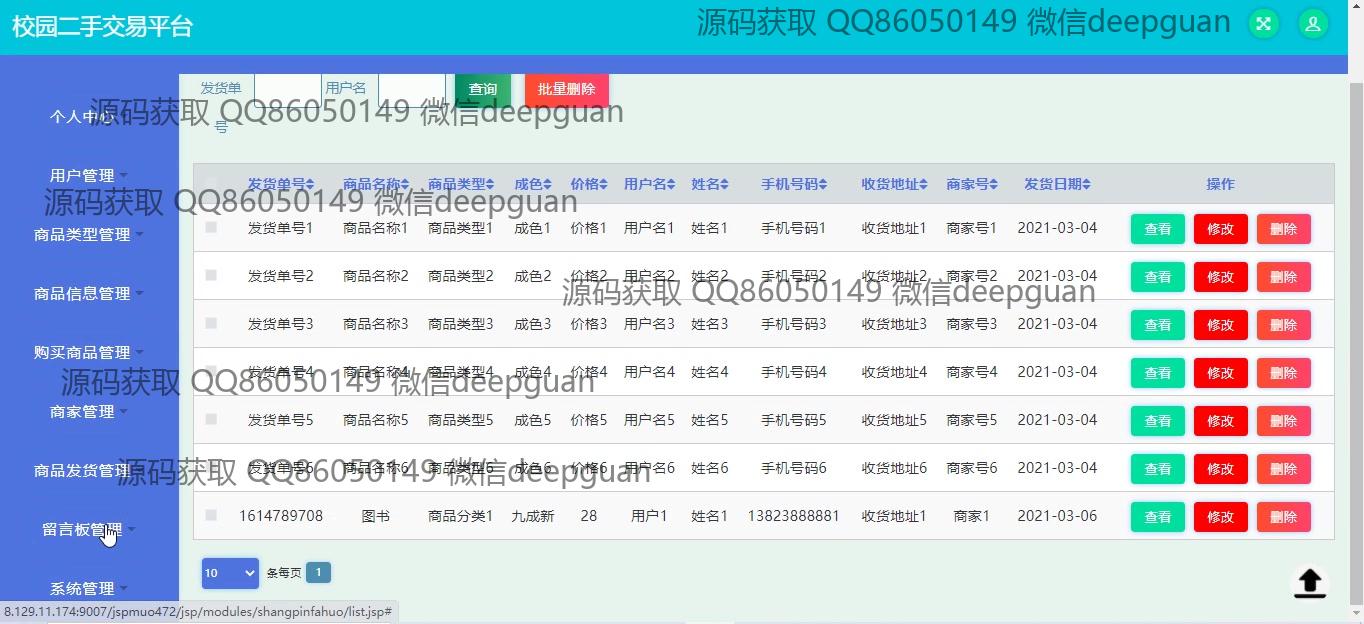 校园二手交易平台
源码获取 QQ86050149 微信deepguan
发货单号 用户名 查询 批量删除
源码获取 QQ86050149 微信deepguan
个人中心
用户管理
商品类型管理
商品信息管理
购买商品管理
商家管理
商品发货管理
留言板管理
系统管理
发货单号 商品名称 商品类型 成色 价格 用户名 姓名 手机号码 收货地址 商家号 发货日期 操作
源码获取 QQ86050149 微信deepguan
发货单号1 商品名称1 商品类型1 成色1 价格1 用户名1 姓名1 手机号码1 收货地址1 商家号1 2021-03-04 查看 修改 删除
发货单号2 商品名称2 商品类型2 成色2 价格2 用户名2 姓名2 手机号码2 收货地址2 商家号2 2021-03-04 查看 修改 删除
源码获取 QQ86050149 微信deepguan
发货单号3 商品名称3 商品类型3 成色3 价格3 用户名3 姓名3 手机号码3 收货地址3 商家号3 2021-03-04 查看 修改 删除
发货单号4 商品名称4 商品类型4 成色4 价格4 用户名4 姓名4 手机号码4 收货地址4 商家号4 2021-03-04 查看 修改 删除
源码获取 QQ86050149 微信deepguan
发货单号5 商品名称5 商品类型5 成色5 价格5 用户名5 姓名5 手机号码5 收货地址5 商家号5 2021-03-04 查看 修改 删除
发货单号6 商品名称6 商品类型6 成色6 价格6 用户名6 姓名6 手机号码6 收货地址6 商家号6 2021-03-04 查看 修改 删除
源码获取 QQ86050149 微信deepguan
1614789708 图书 商品分类1 九成新 28 用户1 姓名1 13823888881 收货地址1 商家1 2021-03-06 查看 修改 删除
10 条每页 1
8.129.11.174:9007/jspmuo472/jsp/modules/shangpinfahuo/list.jsp#